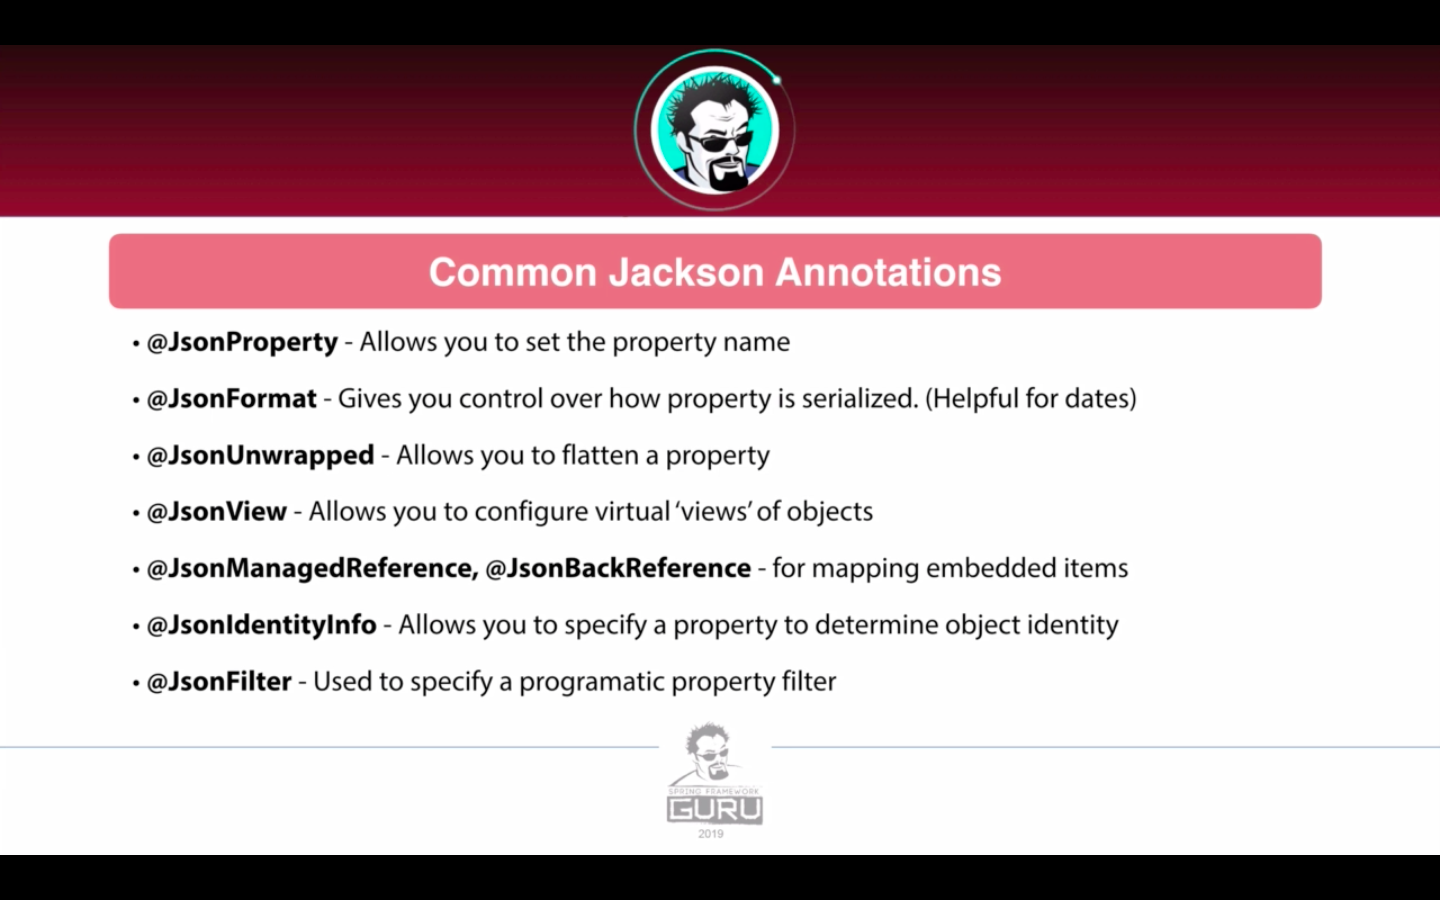 Common Jackson Annotations
• @JsonProperty - Allows you to set the property name
• @JsonFormat - Gives you control over how property is serialized. (Helpful for dates)
• @JsonUnwrapped - Allows you to flatten a property
• @JsonView - Allows you to configure virtual ‘views’ of objects
• @JsonManagedReference, @JsonBackReference - for mapping embedded items
• @JsonIdentityInfo - Allows you to specify a property to determine object identity
• @JsonFilter - Used to specify a programatic property filter
SPRING FRAMEWORK
GURU
2019